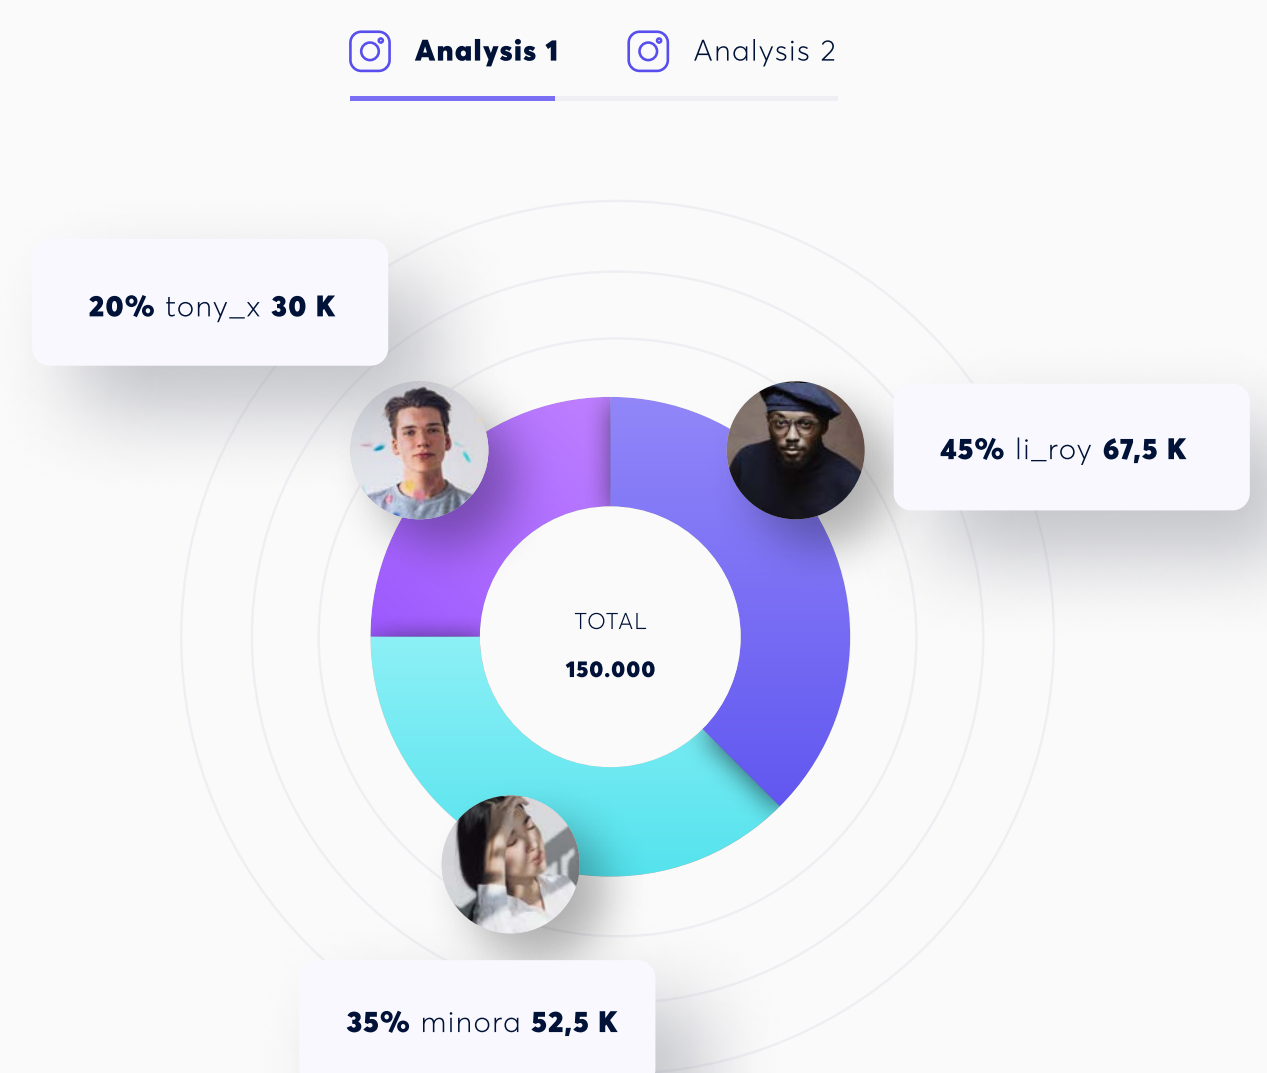 Analysis 1
Analysis 2
20% tony_x 30 K
45% li_roy 67,5 K
TOTAL
150.000
35% minora 52,5 K